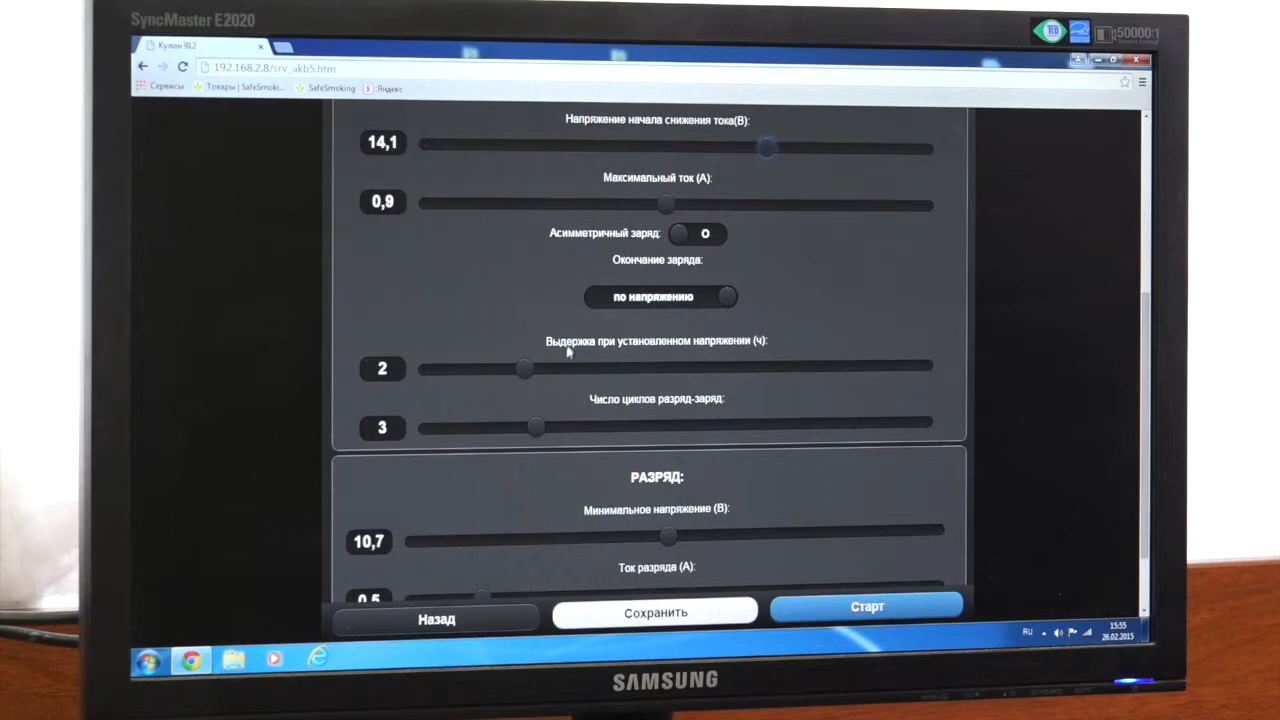 SyncMaster E2020
50000:1
Кулон 912
192.168.2.8/srv_akb5.htm
Сервисы
Товары | SafeSmoki...
SafeSmoking
Яндекс
Напряжение начала снижения тока(В):
14,1
Максимальный ток (А):
0,9
Асимметричный заряд:
O
Окончание заряда:
по напряжению
Выдержка при установленном напряжении (ч):
2
Число циклов разряд-заряд:
3
РАЗРЯД:
Минимальное напряжение (В):
10,7
Ток разряда (А):
0,5
Назад
Сохранить
Старт
RU
15:55
26.02.2015
SAMSUNG